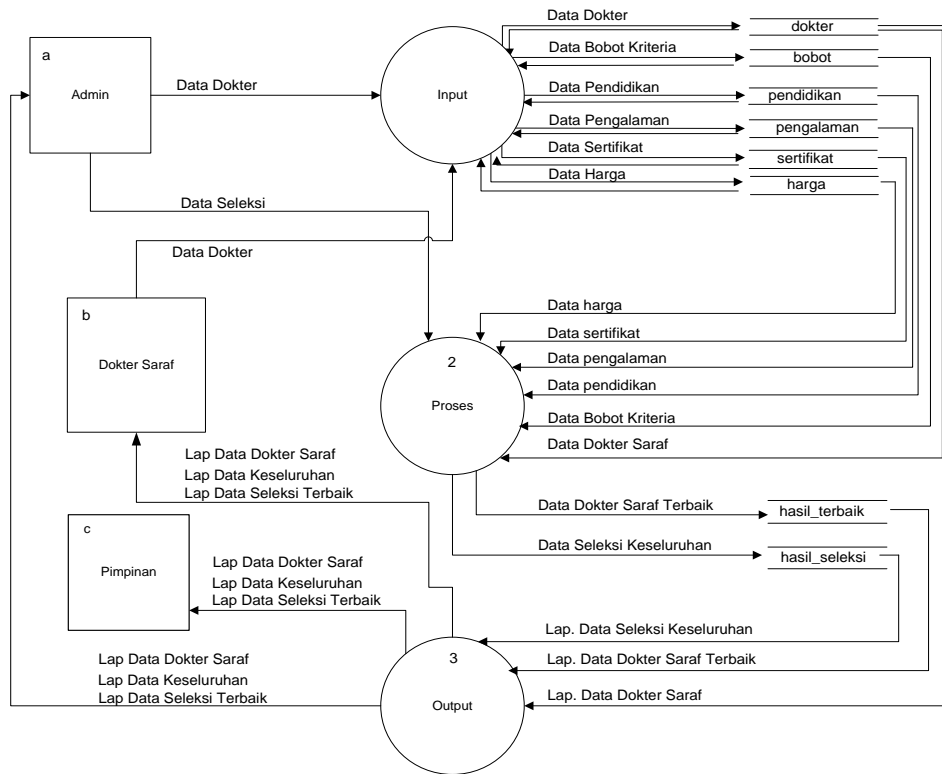 Data Dokter
dokter
a
Data Bobot Kriteria
bobot
Data Dokter
Admin
Input
Data Pendidikan
pendidikan
Data Pengalaman
pengalaman
Data Sertifikat
sertifikat
Data Harga
harga
Data Seleksi
Data Dokter
b
Dokter Saraf
Data harga
Data sertifikat
2
Data pengalaman
Data pendidikan
Proses
Data Bobot Kriteria
Data Dokter Saraf
Lap Data Dokter Saraf
Lap Data Keseluruhan
Lap Data Seleksi Terbaik
Data Dokter Saraf Terbaik
hasil_terbaik
c
Pimpinan
Data Seleksi Keseluruhan
hasil_seleksi
Lap Data Dokter Saraf
Lap Data Keseluruhan
Lap Data Seleksi Terbaik
Lap. Data Seleksi Keseluruhan
3
Lap. Data Dokter Saraf Terbaik
Lap Data Dokter Saraf
Lap Data Keseluruhan
Lap Data Seleksi Terbaik
Output
Lap. Data Dokter Saraf